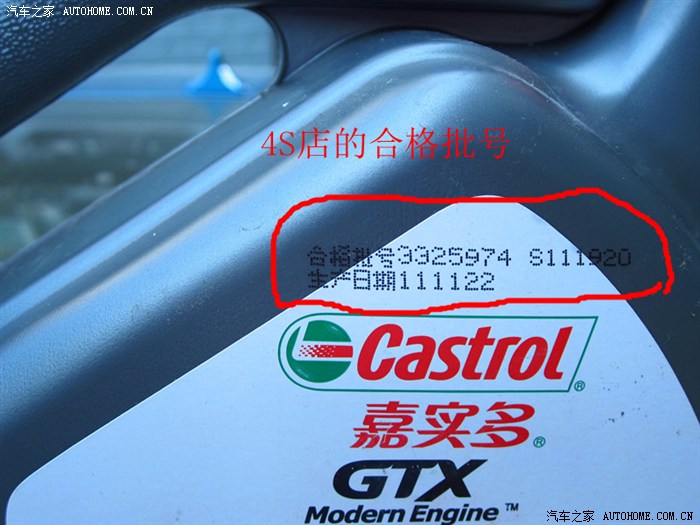 汽车之家 AUTOHOME.COM.CN
4S店的合格批号
合格批号3325974 S111920
生产日期111122
Castrol®
嘉实多®
GTX
Modern Engine™
汽车之家 AUTOHOME.COM.CN